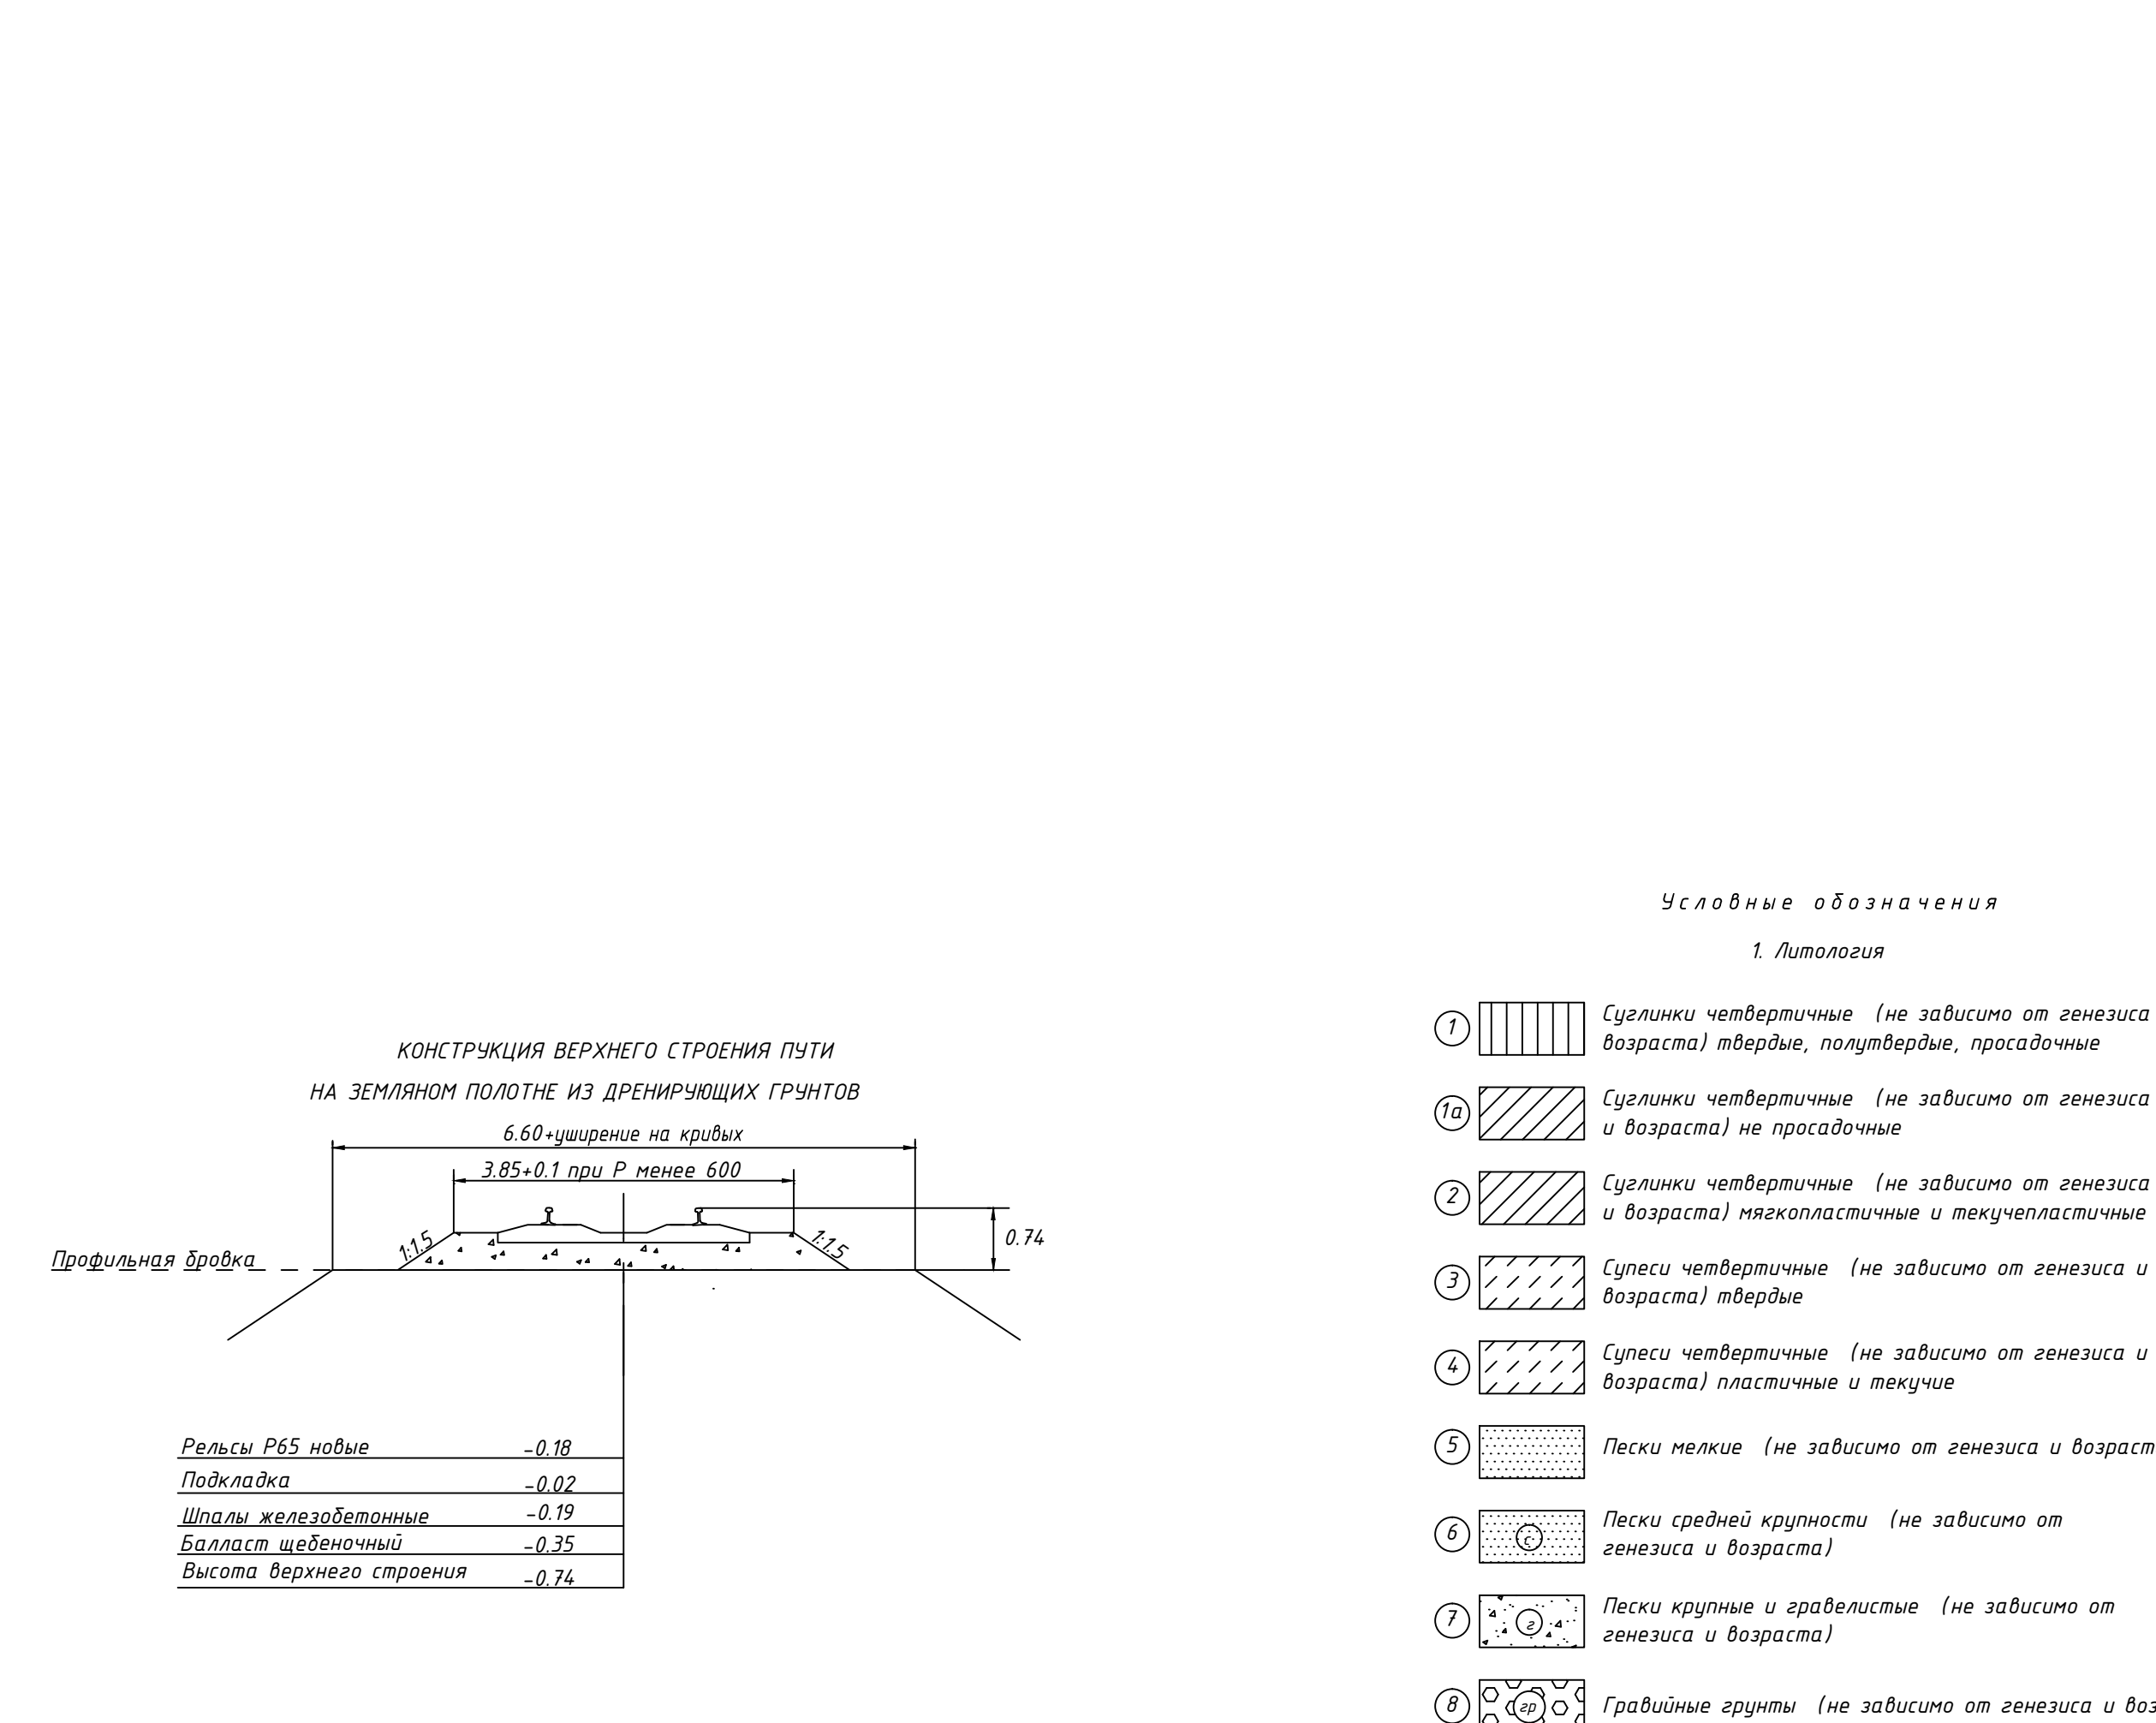 КОНСТРУКЦИЯ ВЕРХНЕГО СТРОЕНИЯ ПУТИ
НА ЗЕМЛЯНОМ ПОЛОТНЕ ИЗ ДРЕНИРУЮЩИХ ГРУНТОВ
6.60+уширение на кривых
3.85+0.1 при Р менее 600
1:1.5
1:1.5
0.74
Профильная бровка
Рельсы Р65 новые -0.18
Подкладка -0.02
Шпалы железобетонные -0.19
Балласт щебеночный -0.35
Высота верхнего строения -0.74
Условные обозначения
1. Литология
1 Суглинки четвертичные (не зависимо от генезиса
возраста) твердые, полутвердые, просадочные
1а Суглинки четвертичные (не зависимо от генезиса
и возраста) не просадочные
2 Суглинки четвертичные (не зависимо от генезиса
и возраста) мягкопластичные и текучепластичные
3 Супеси четвертичные (не зависимо от генезиса и
возраста) твердые
4 Супеси четвертичные (не зависимо от генезиса и
возраста) пластичные и текучие
5 Пески мелкие (не зависимо от генезиса и возраст
6 с Пески средней крупности (не зависимо от
генезиса и возраста)
7 г Пески крупные и гравелистые (не зависимо от
генезиса и возраста)
8 гр Гравийные грунты (не зависимо от генезиса и воз